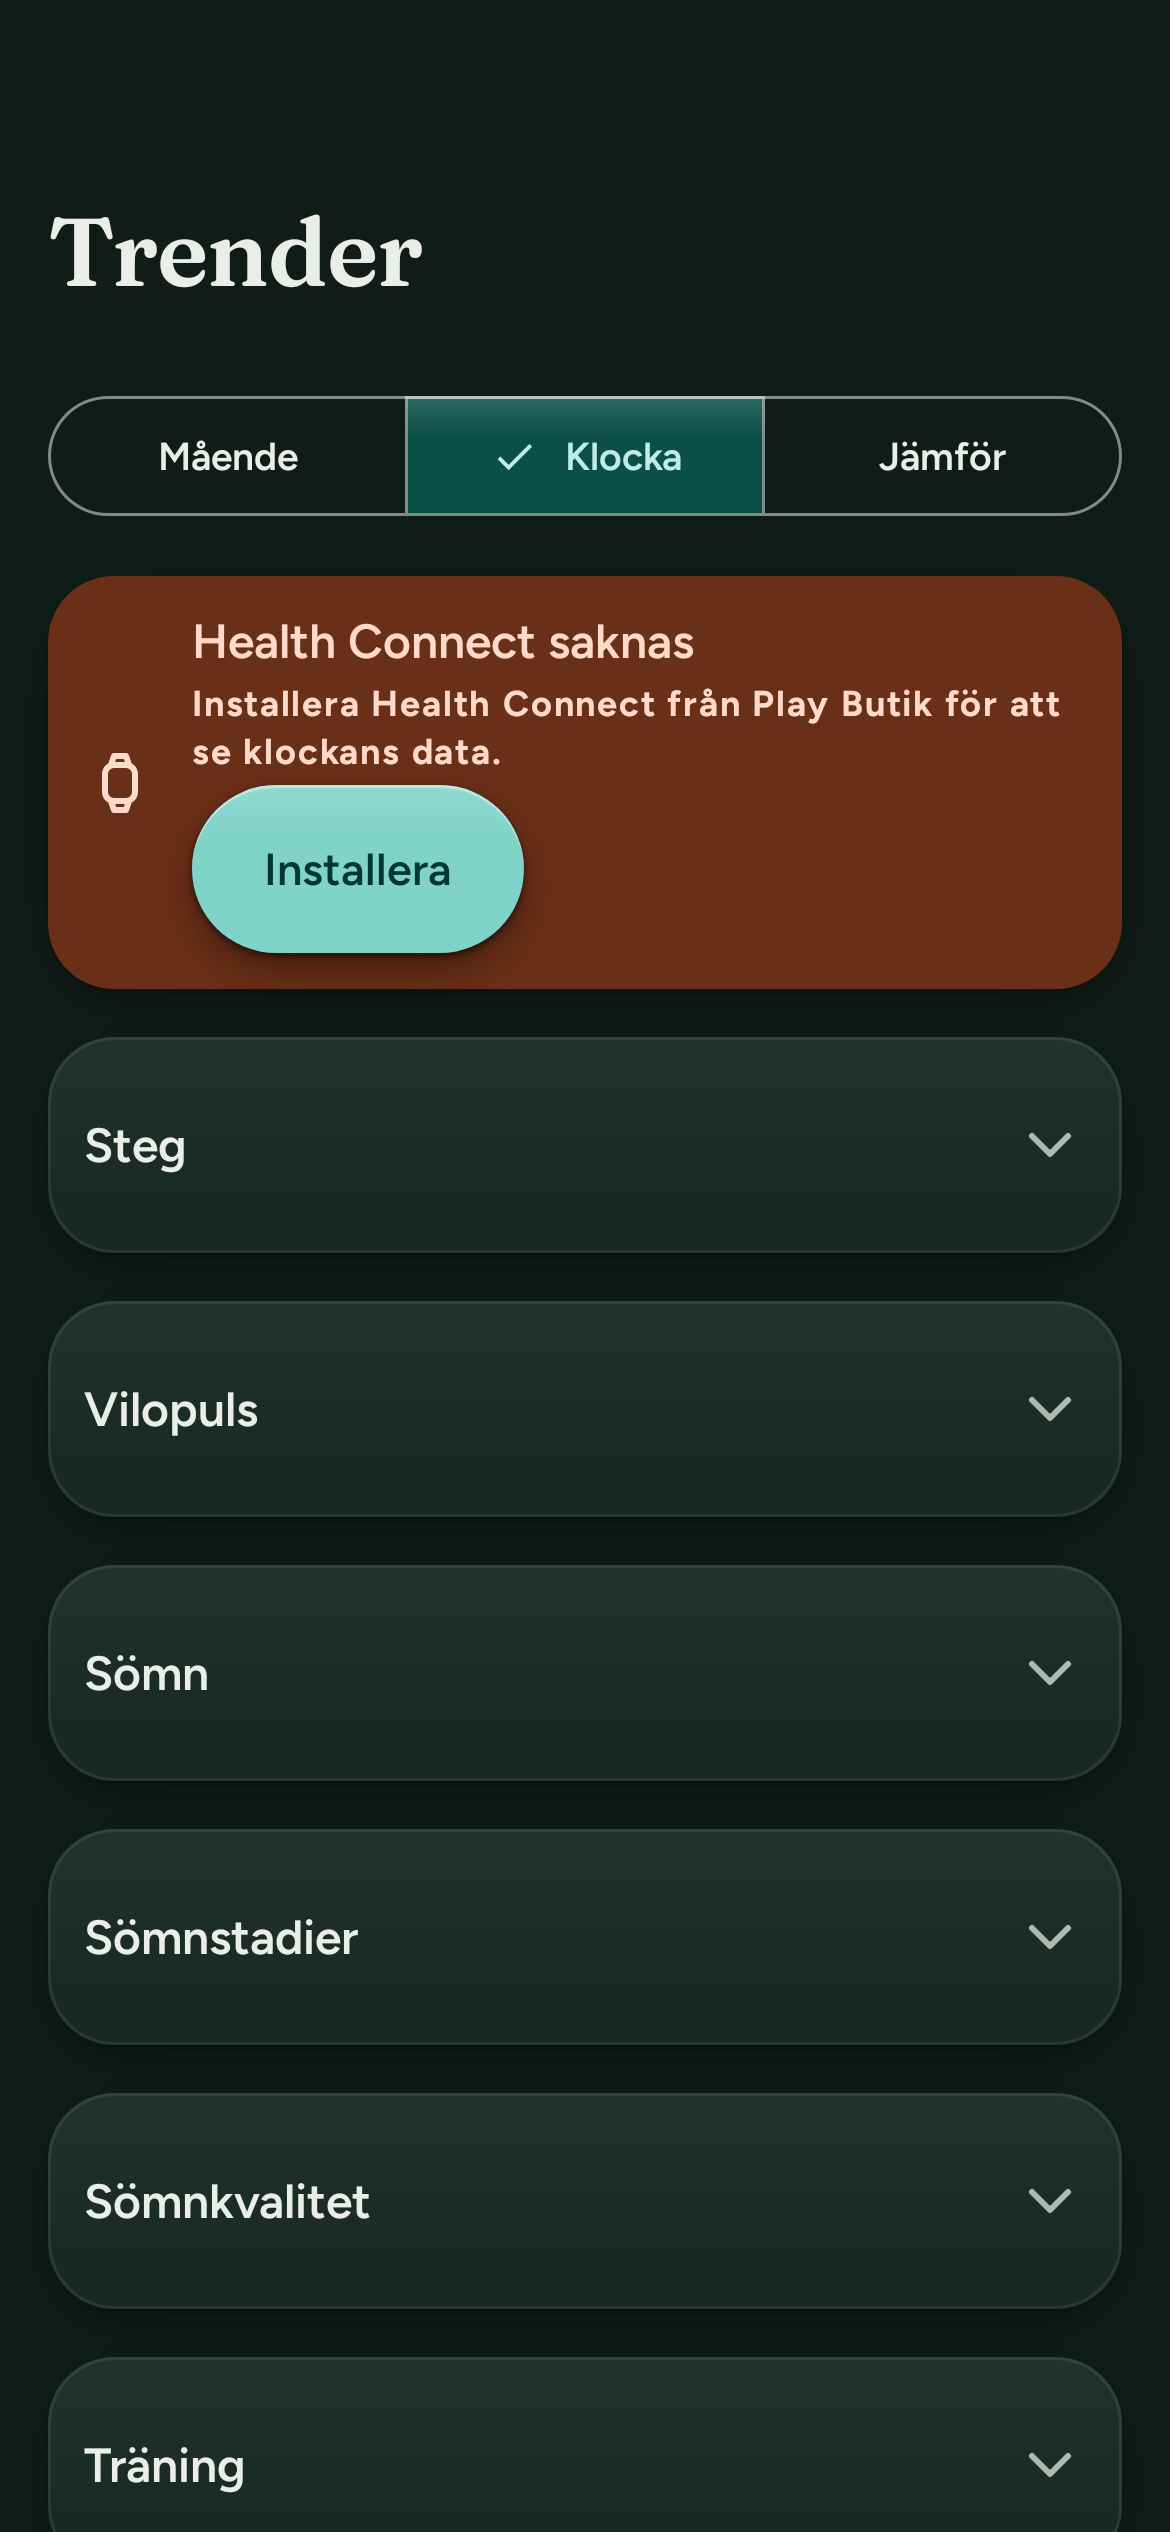 Trender
Mående
Klocka
Jämför
Health Connect saknas
Installera Health Connect från Play Butik för att
se klockans data.
Installera
Steg
Vilopuls
Sömn
Sömnstadier
Sömnkvalitet
Träning